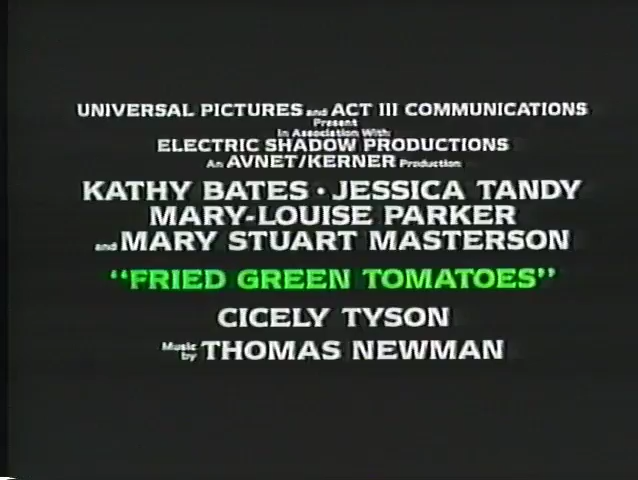 UNIVERSAL PICTURES and ACT III COMMUNICATIONS
Present
In Association With
ELECTRIC SHADOW PRODUCTIONS
An AVNET/KERNER Production
KATHY BATES · JESSICA TANDY
MARY-LOUISE PARKER
and MARY STUART MASTERSON
"FRIED GREEN TOMATOES"
CICELY TYSON
Music by THOMAS NEWMAN